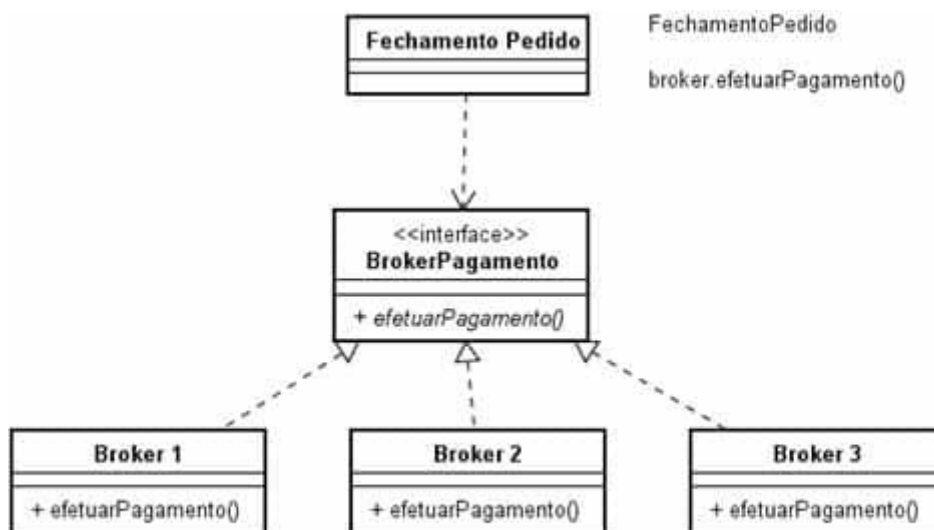 Fechamento Pedido
FechamentoPedido
broker.efetuarPagamento()
<<interface>>
BrokerPagamento
+ efetuarPagamento()
Broker 1
+ efetuarPagamento()
Broker 2
+ efetuarPagamento()
Broker 3
+ efetuarPagamento()